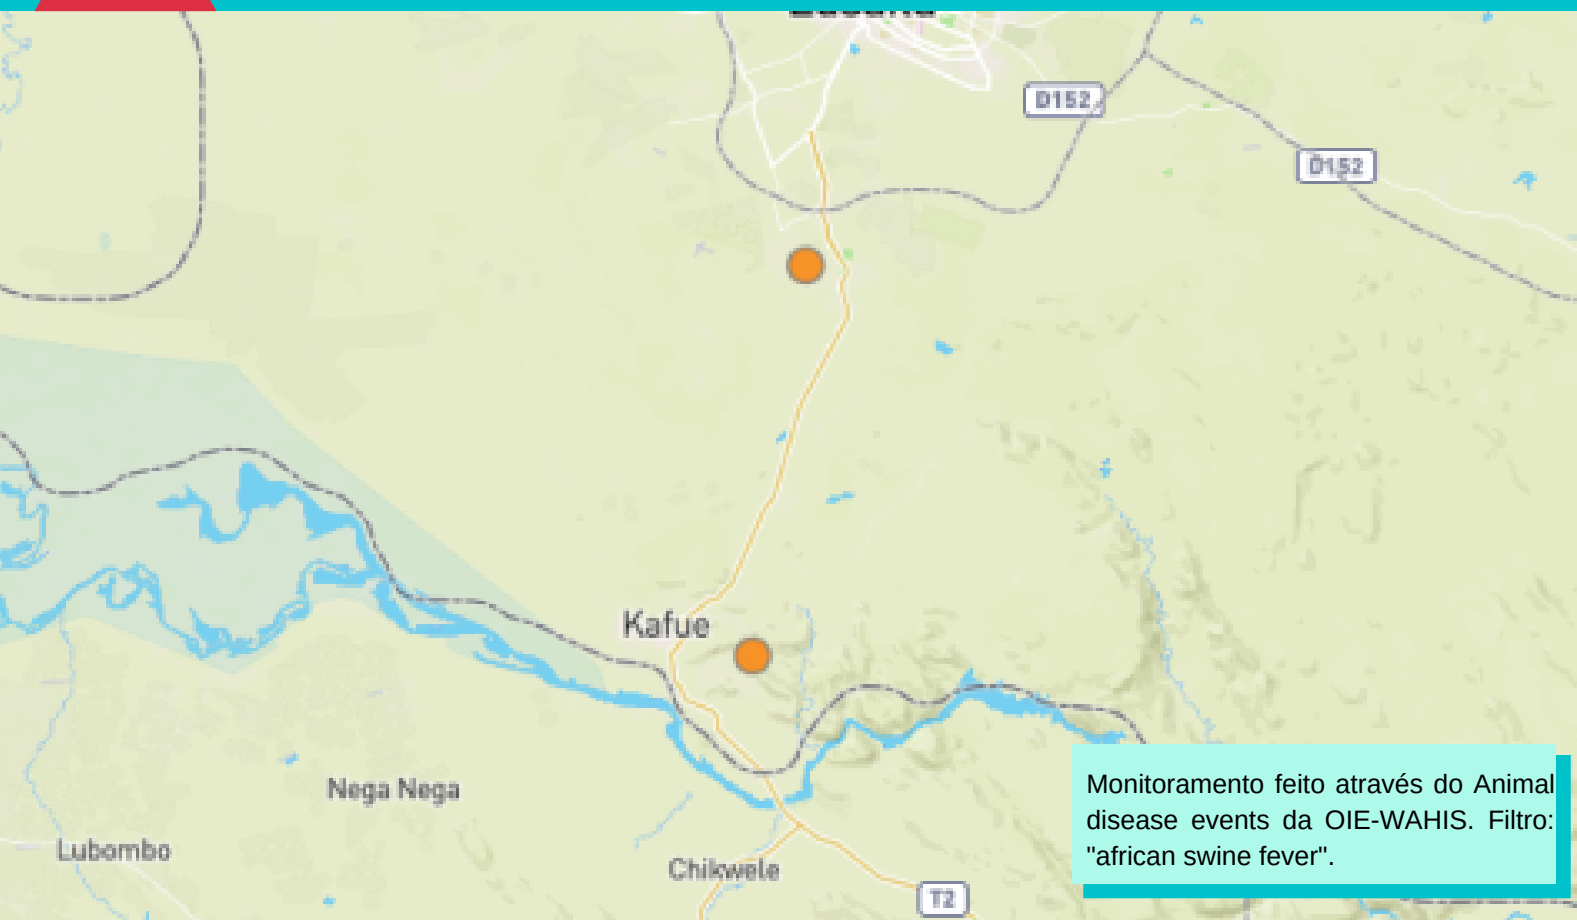 D152
D152
Kafue
Nega Nega
Lubombo
Chikwele
T2
Monitoramento feito através do Animal
disease events da OIE-WAHIS. Filtro:
"african swine fever".